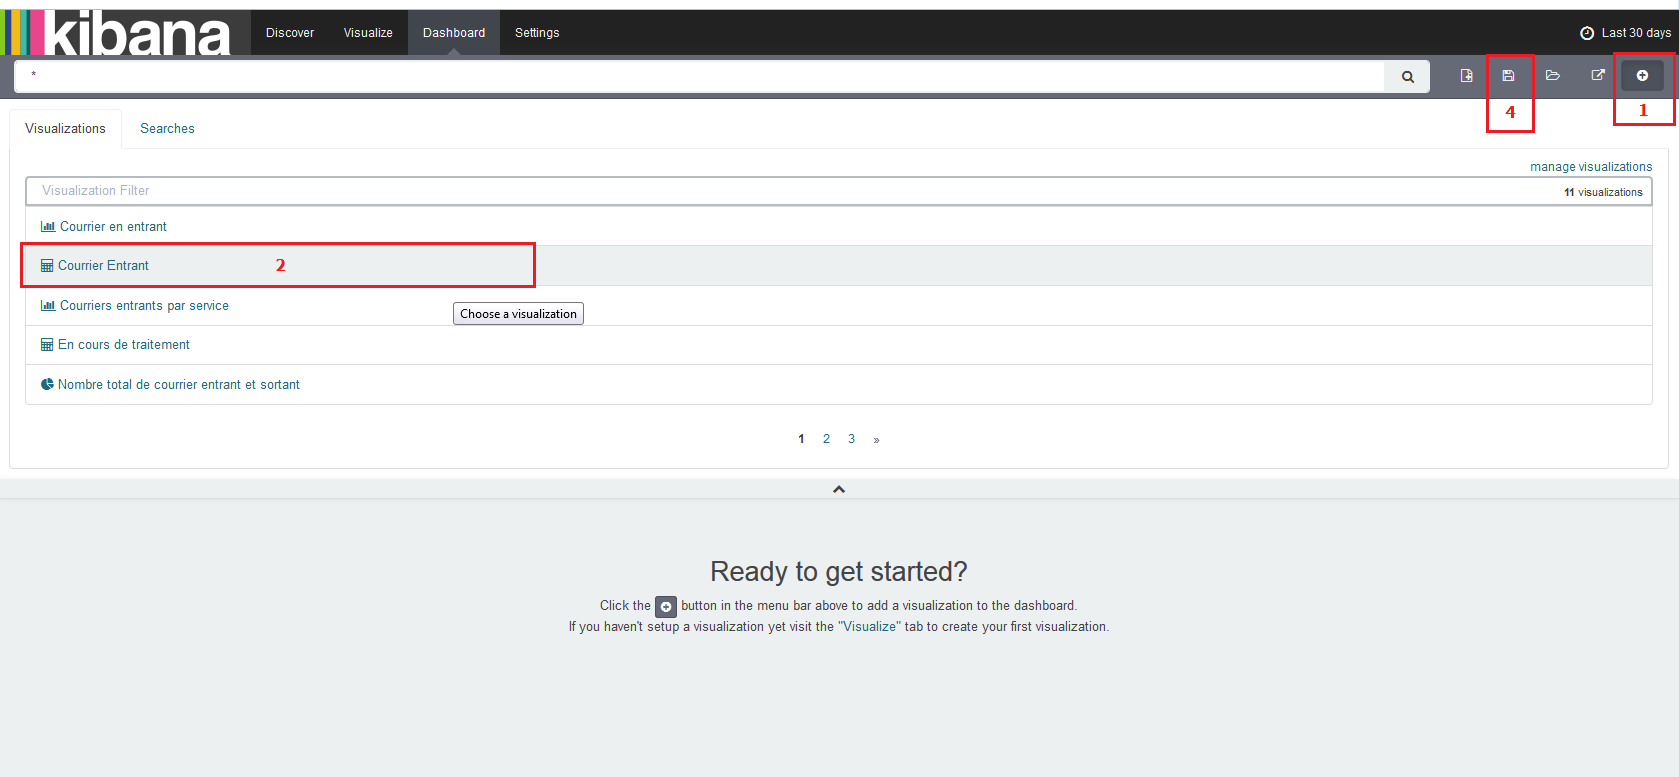 kibana Discover Visualize Dashboard Settings Last 30 days
*
4 1
Visualizations Searches
manage visualizations
Visualization Filter 11 visualizations
Courrier en entrant
Courrier Entrant 2
Courriers entrants par service
Choose a visualization
En cours de traitement
Nombre total de courrier entrant et sortant
1 2 3 »
Ready to get started?
Click the button in the menu bar above to add a visualization to the dashboard.
If you haven't setup a visualization yet visit the "Visualize" tab to create your first visualization.